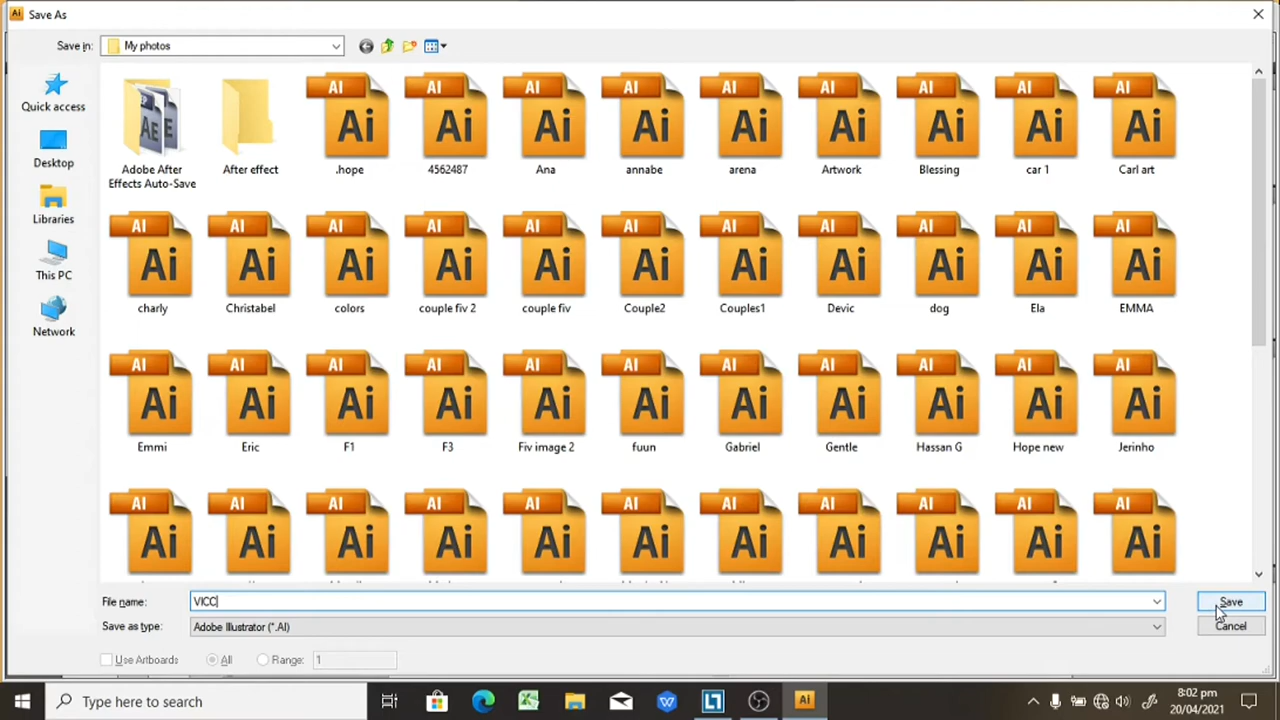 Save As
Save in:
My photos
Quick access
Desktop
Libraries
This PC
Network
Adobe After
Effects Auto-Save
After effect
.hope
4562487
Ana
annabe
arena
Artwork
Blessing
car 1
Carl art
charly
Christabel
colors
couple fiv 2
couple fiv
Couple2
Couples1
Devic
dog
Ela
EMMA
Emmi
Eric
F1
F3
Fiv image 2
fuun
Gabriel
Gentle
Hassan G
Hope new
Jerinho
File name:
VICC
Save
Save as type:
Adobe Illustrator (*.AI)
Cancel
Use Artboards
All
Range:
1
Type here to search
8:02 pm
20/04/2021